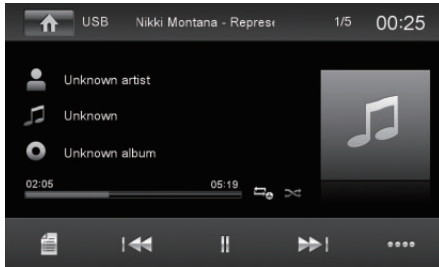 USB Nikki Montana - Represe 1/5 00:25
Unknown artist
Unknown
Unknown album
02:05 05:19